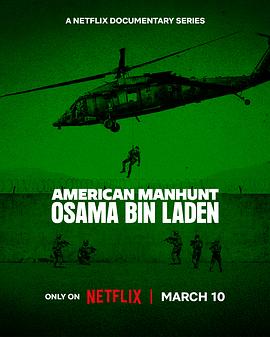 A NETFLIX DOCUMENTARY SERIES
AMERICAN MANHUNT
OSAMA BIN LADEN
ONLY ON NETFLIX | MARCH 10